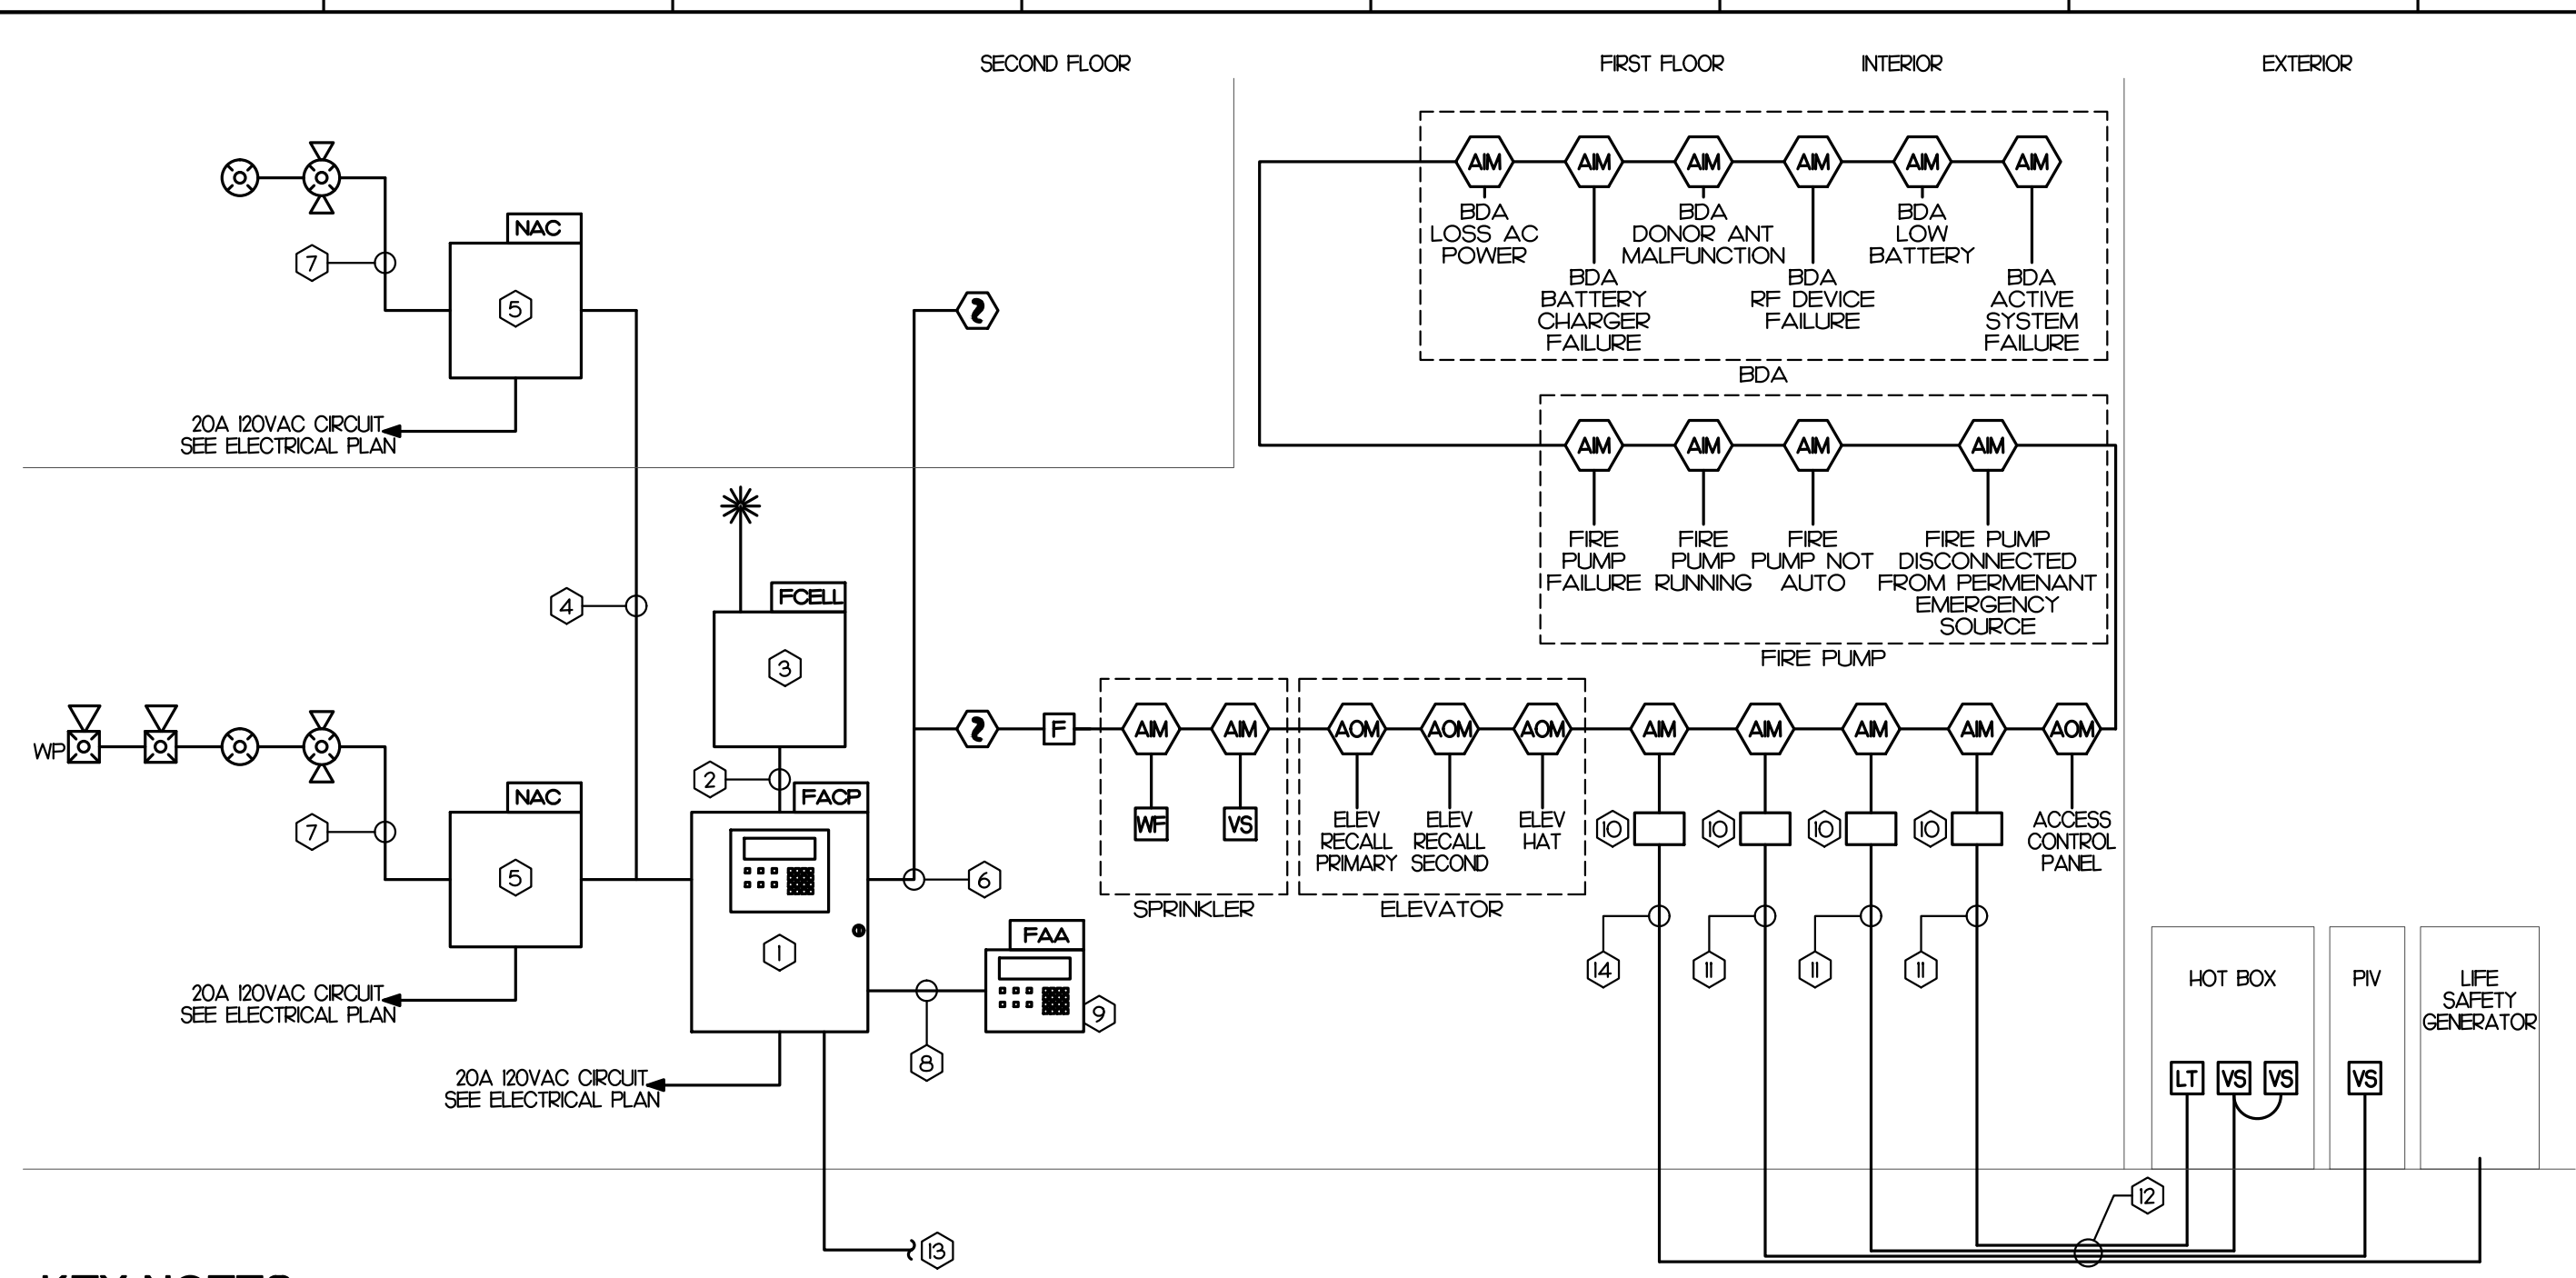 SECOND FLOOR
FIRST FLOOR
INTERIOR
EXTERIOR
AIM
AIM
AIM
AIM
AIM
AIM
BDA
LOSS AC
POWER
BDA
BATTERY
CHARGER
FAILURE
BDA
DONOR ANT
MALFUNCTION
BDA
RF DEVICE
FAILURE
BDA
LOW
BATTERY
BDA
ACTIVE
SYSTEM
FAILURE
BDA
NAC
7
5
20A 120VAC CIRCUIT
SEE ELECTRICAL PLAN
AIM
AIM
AIM
AIM
FIRE
PUMP
FAILURE
FIRE
PUMP
RUNNING
FIRE
PUMP NOT
AUTO
FIRE PUMP
DISCONNECTED
FROM PERMENANT
EMERGENCY
SOURCE
FIRE PUMP
4
FCELL
3
2
WP
7
NAC
5
20A 120VAC CIRCUIT
SEE ELECTRICAL PLAN
FACP
1
6
F
AIM
AIM
WF
VS
SPRINKLER
AOM
AOM
AOM
ELEV
RECALL
PRIMARY
ELEV
RECALL
SECOND
ELEV
HAT
ELEVATOR
AIM
AIM
AIM
AIM
AOM
10
10
10
10
ACCESS
CONTROL
PANEL
14
11
11
11
FAA
9
8
20A 120VAC CIRCUIT
SEE ELECTRICAL PLAN
HOT BOX
PIV
LIFE
SAFETY
GENERATOR
LT
VS
VS
VS
12
13
KEY NOTES